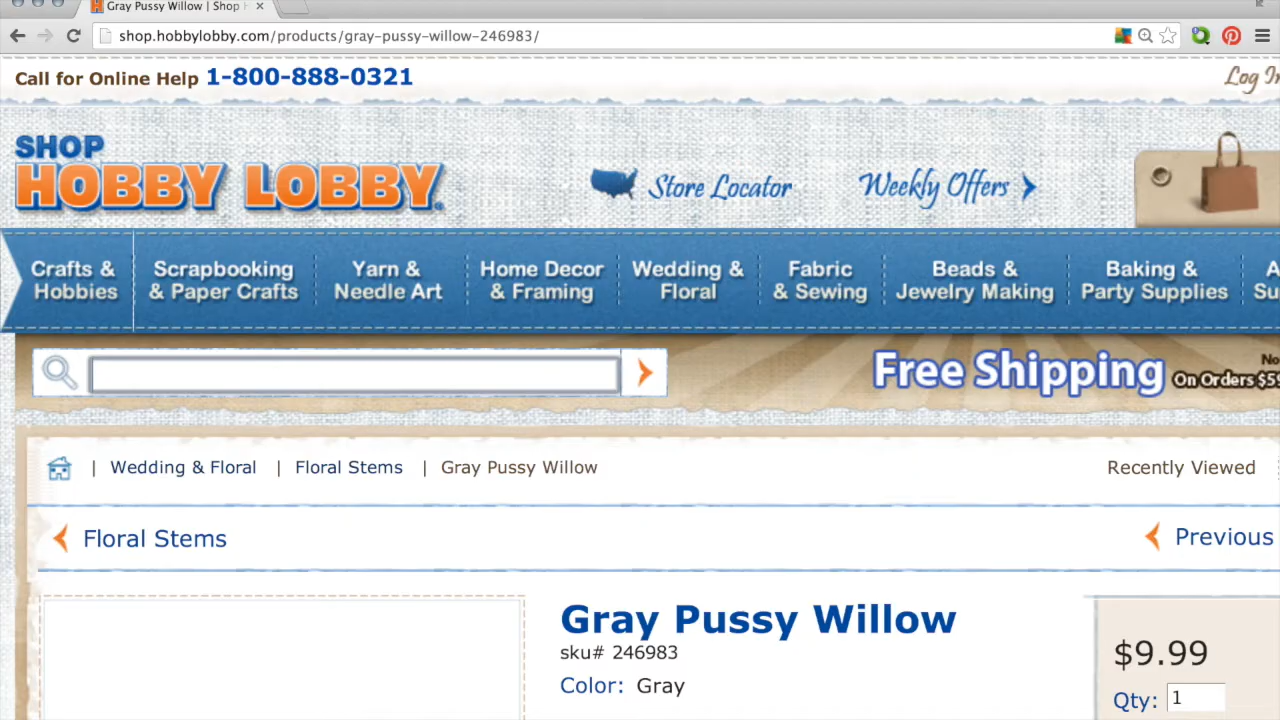 Gray Pussy Willow | Shop
shop.hobbylobby.com/products/gray-pussy-willow-246983/
Call for Online Help 1-800-888-0321
Log
SHOP
HOBBY LOBBY
Store Locator
Weekly Offers
Crafts & Hobbies
Scrapbooking & Paper Crafts
Yarn & Needle Art
Home Decor & Framing
Wedding & Floral
Fabric & Sewing
Beads & Jewelry Making
Baking & Party Supplies
Free Shipping
On Orders
| Wedding & Floral | Floral Stems | Gray Pussy Willow
Recently Viewed
Floral Stems
Previous
Gray Pussy Willow
sku# 246983
Color: Gray
$9.99
Qty: 1